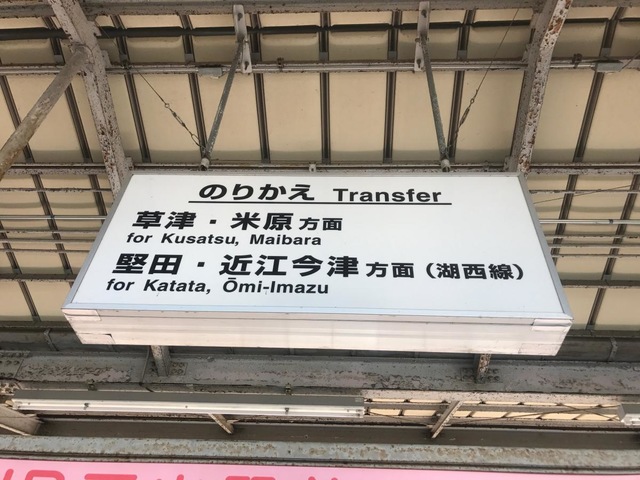 のりかえ Transfer
草津・米原方面
for Kusatsu, Maibara
堅田・近江今津方面（湖西線）
for Katata, Ōmi-Imazu